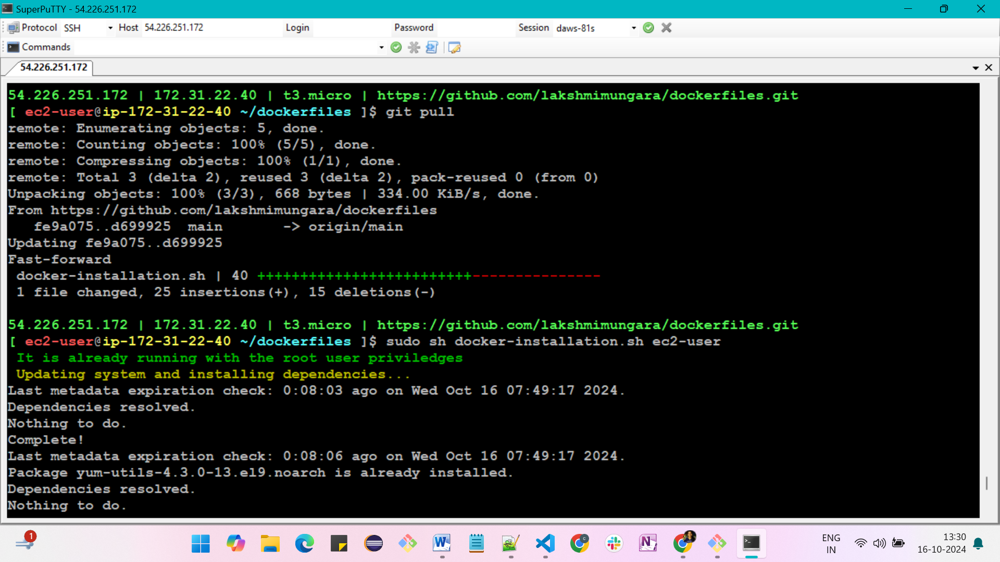 SuperPuTTY - 54.226.251.172
Protocol SSH Host 54.226.251.172 Login Password Session daws-81s
Commands
54.226.251.172
54.226.251.172 | 172.31.22.40 | t3.micro | https://github.com/lakshmimungara/dockerfiles.git
[ ec2-user@ip-172-31-22-40 ~/dockerfiles ]$ git pull
remote: Enumerating objects: 5, done.
remote: Counting objects: 100% (5/5), done.
remote: Compressing objects: 100% (1/1), done.
remote: Total 3 (delta 2), reused 3 (delta 2), pack-reused 0 (from 0)
Unpacking objects: 100% (3/3), 668 bytes | 334.00 KiB/s, done.
From https://github.com/lakshmimungara/dockerfiles
   fe9a075..d699925  main       -> origin/main
Updating fe9a075..d699925
Fast-forward
 docker-installation.sh | 40 +++++++++++++++++++++++++---------------
 1 file changed, 25 insertions(+), 15 deletions(-)
54.226.251.172 | 172.31.22.40 | t3.micro | https://github.com/lakshmimungara/dockerfiles.git
[ ec2-user@ip-172-31-22-40 ~/dockerfiles ]$ sudo sh docker-installation.sh ec2-user
 It is already running with the root user priviledges
 Updating system and installing dependencies...
Last metadata expiration check: 0:08:03 ago on Wed Oct 16 07:49:17 2024.
Dependencies resolved.
Nothing to do.
Complete!
Last metadata expiration check: 0:08:06 ago on Wed Oct 16 07:49:17 2024.
Package yum-utils-4.3.0-13.el9.noarch is already installed.
Dependencies resolved.
Nothing to do.
1
ENG
IN
13:30
16-10-2024